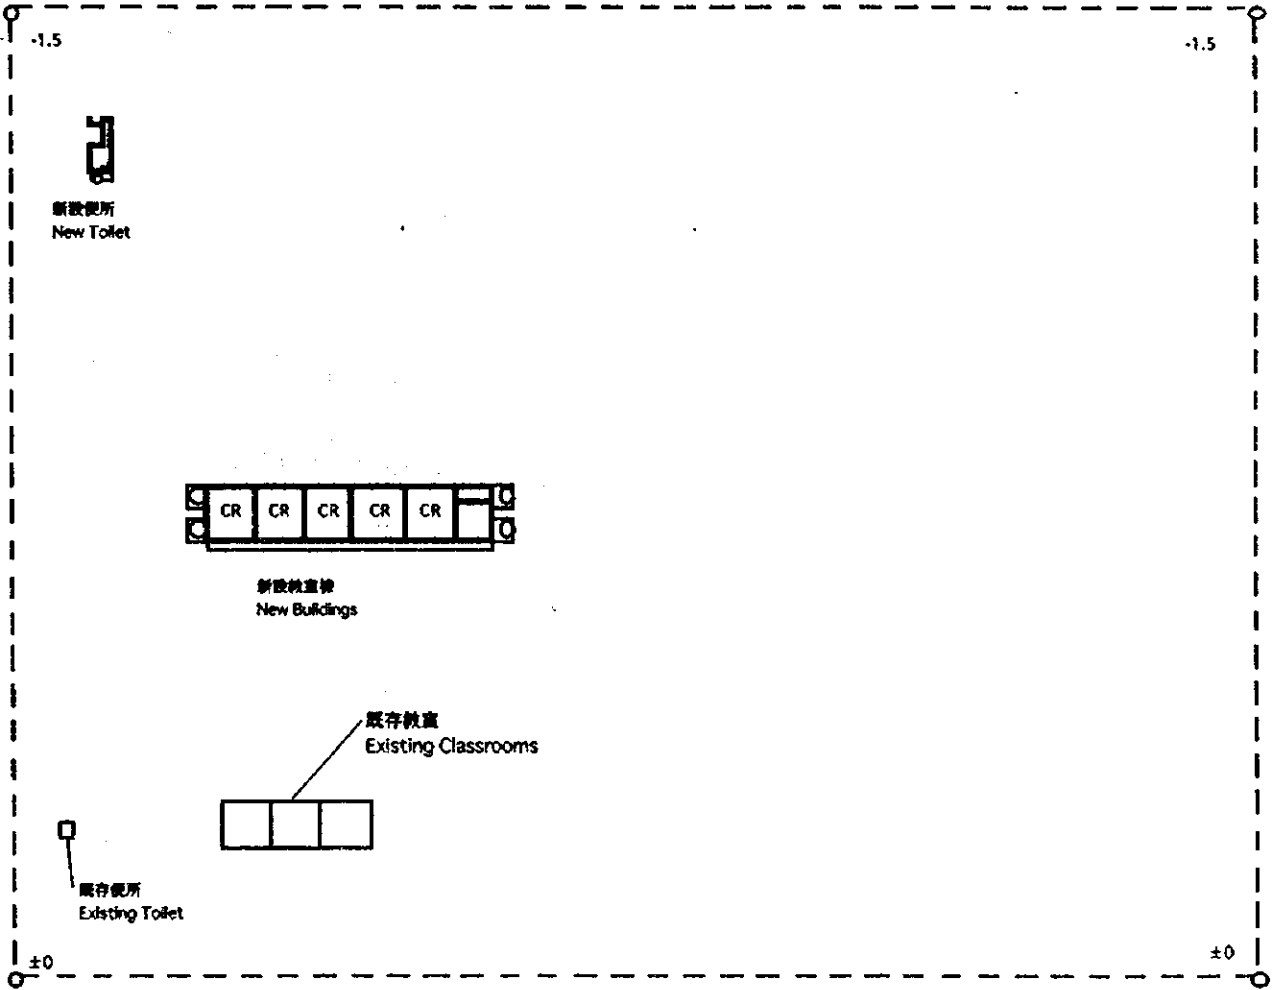 -1.5
-1.5
新設便所
New Toilet
CR CR CR CR CR
新設教室棟
New Buildings
既存教室
Existing Classrooms
既存便所
Existing Toilet
±0
±0